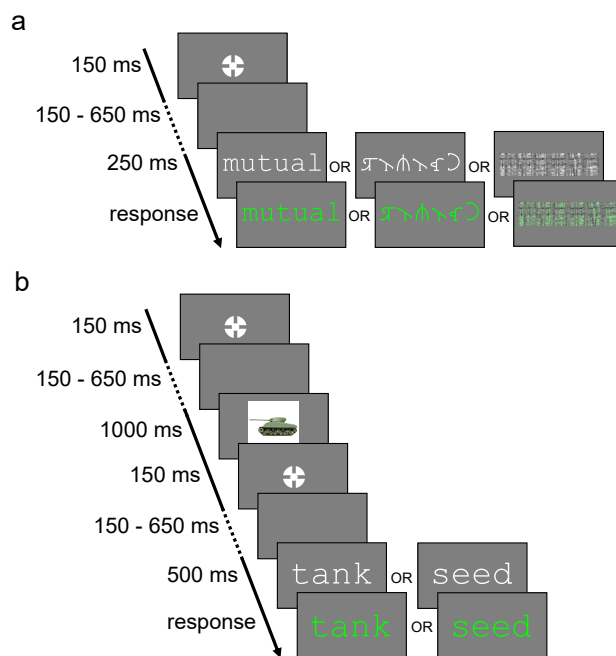 a
150 ms
150 - 650 ms
250 ms
mutual OR OR
response
mutual OR OR
b
150 ms
150 - 650 ms
1000 ms
150 ms
150 - 650 ms
500 ms
tank OR seed
response
tank OR seed